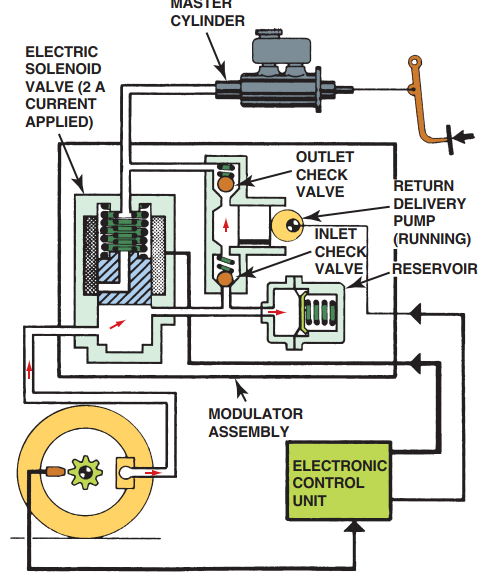 MASTER
CYLINDER
ELECTRIC
SOLENOID
VALVE (2 A
CURRENT
APPLIED)
OUTLET
CHECK
VALVE
RETURN
DELIVERY
PUMP
(RUNNING)
INLET
CHECK
VALVE
RESERVOIR
MODULATOR
ASSEMBLY
ELECTRONIC
CONTROL
UNIT